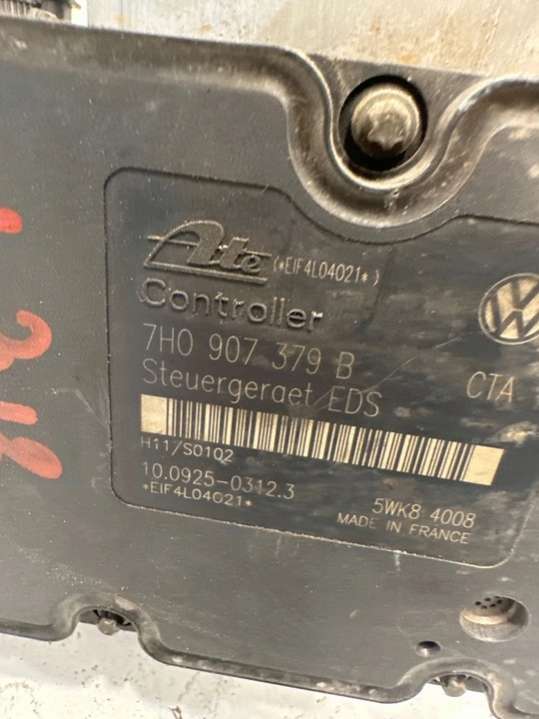 Ate (*EIF4L04021*)
Controller
7H0 907 379 B
Steuergeraet EDS CTA
H11/S0102
10.0925-0312.3
*EIF4L04021*
5WK8 4008
MADE IN FRANCE